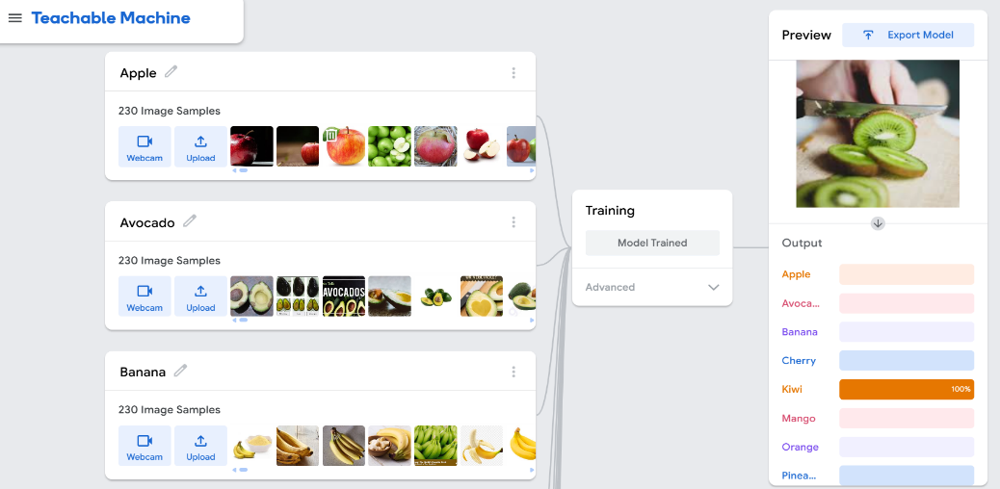 Teachable Machine
Apple
230 Image Samples
Webcam
Upload
Avocado
230 Image Samples
Webcam
Upload
AVOCADOS
Banana
230 Image Samples
Webcam
Upload
Training
Model Trained
Advanced
Preview
Export Model
Output
Apple
Avoca...
Banana
Cherry
Kiwi
100%
Mango
Orange
Pinea...